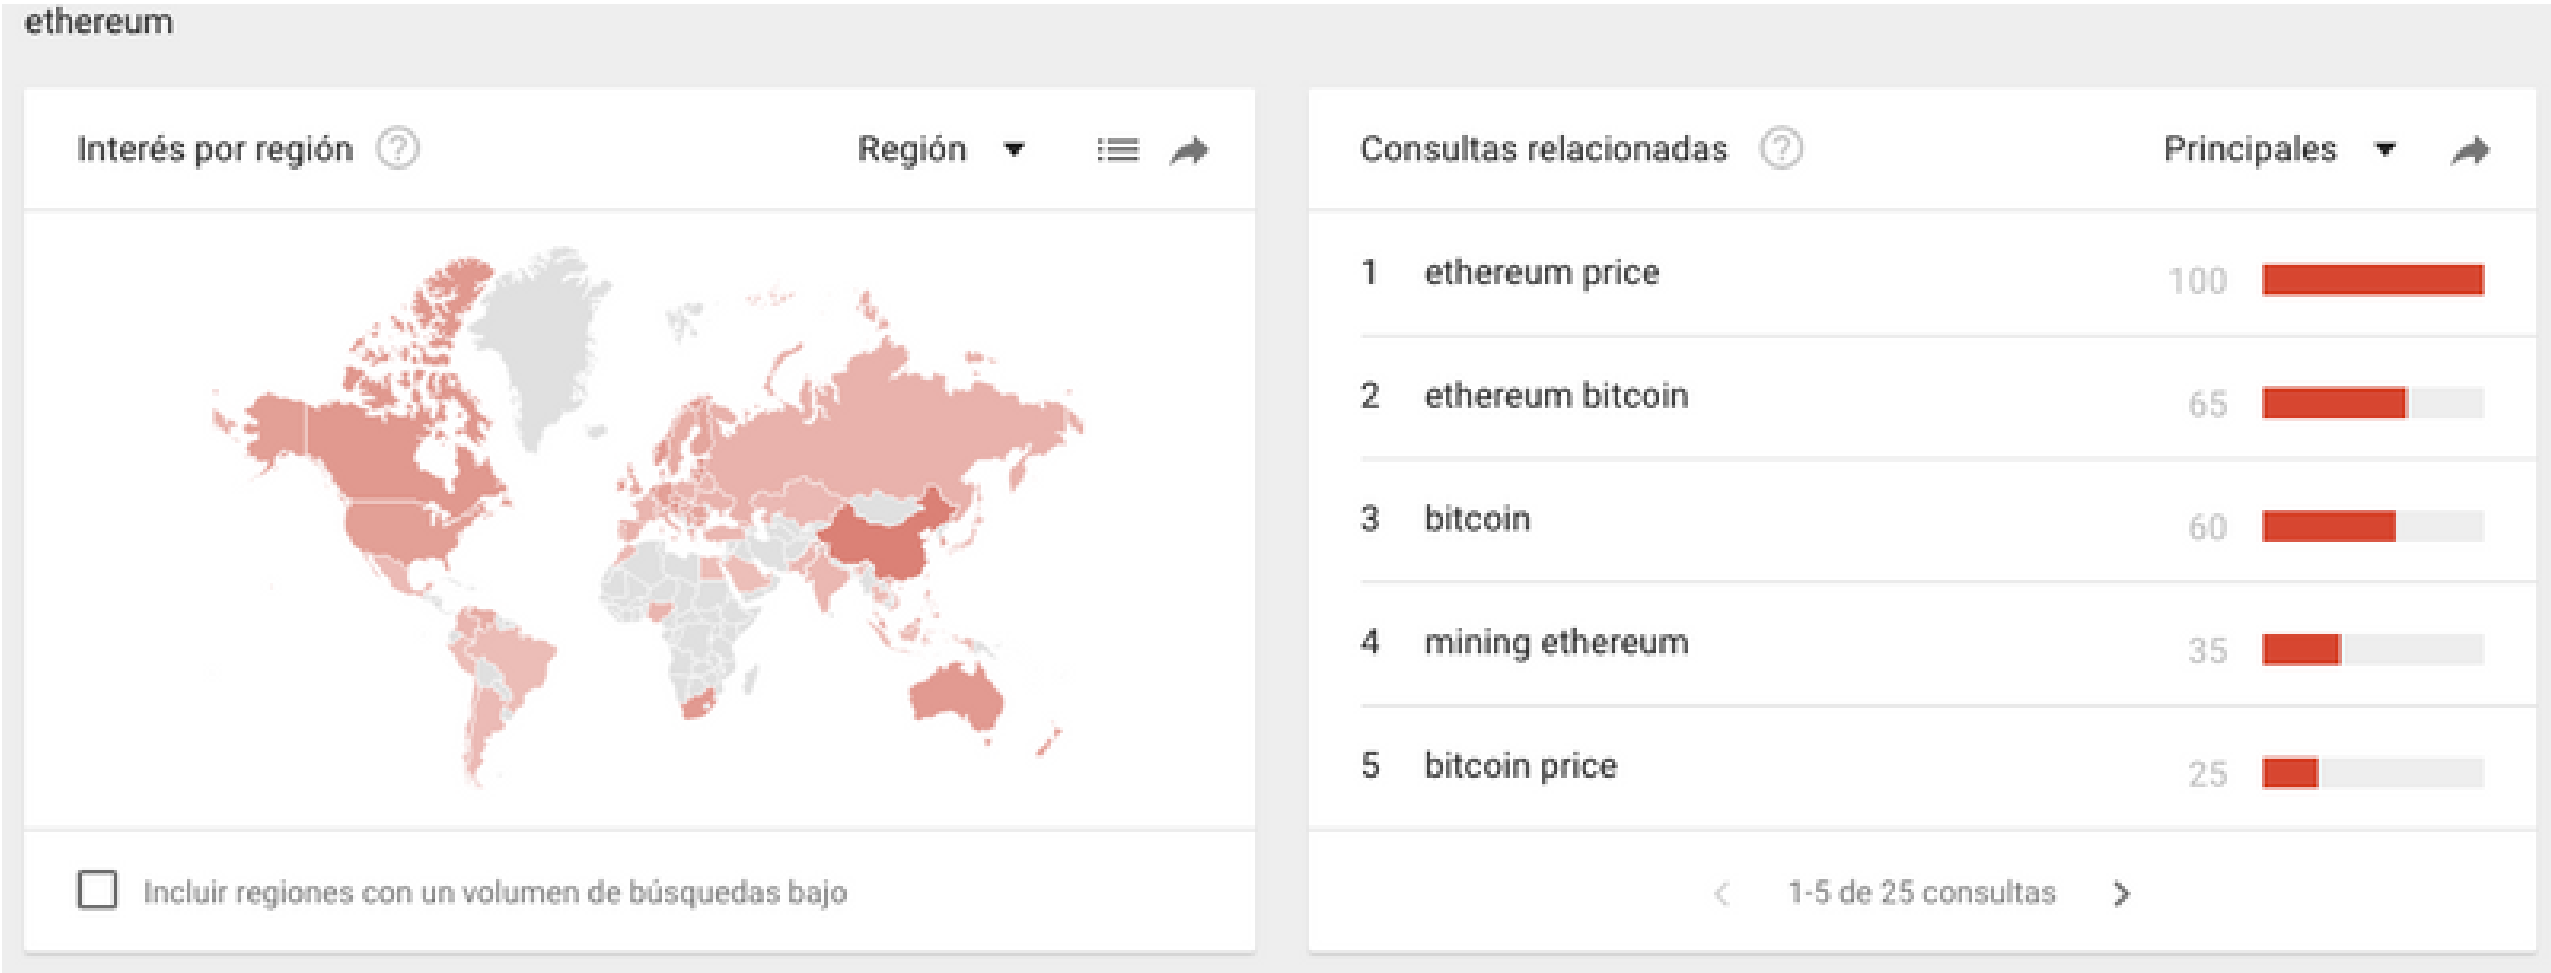 ethereum
Interés por región
Región
Consultas relacionadas
Principales
1 ethereum price 100
2 ethereum bitcoin 65
3 bitcoin 60
4 mining ethereum 35
5 bitcoin price 25
Incluir regiones con un volumen de búsquedas bajo
1-5 de 25 consultas